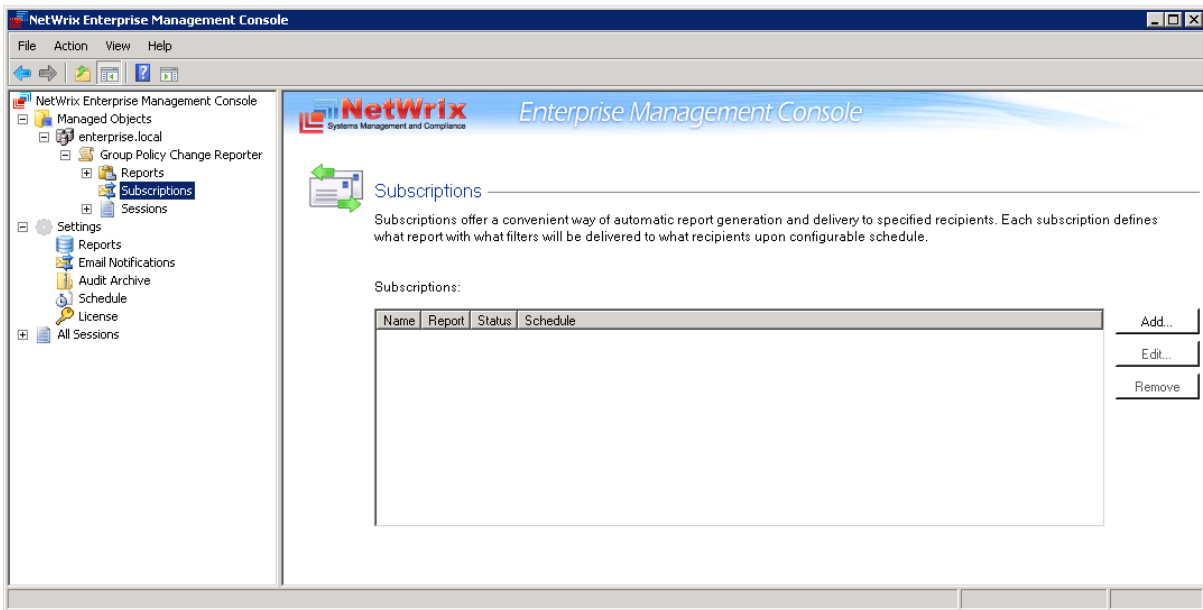 NetWrix Enterprise Management Console
File Action View Help
NetWrix Enterprise Management Console
Managed Objects
enterprise.local
Group Policy Change Reporter
Reports
Subscriptions
Sessions
Settings
Reports
Email Notifications
Audit Archive
Schedule
License
All Sessions
NetWrix
Systems Management and Compliance
Enterprise Management Console
Subscriptions
Subscriptions offer a convenient way of automatic report generation and delivery to specified recipients. Each subscription defines
what report with what filters will be delivered to what recipients upon configurable schedule.
Subscriptions:
Name Report Status Schedule
Add...
Edit...
Remove